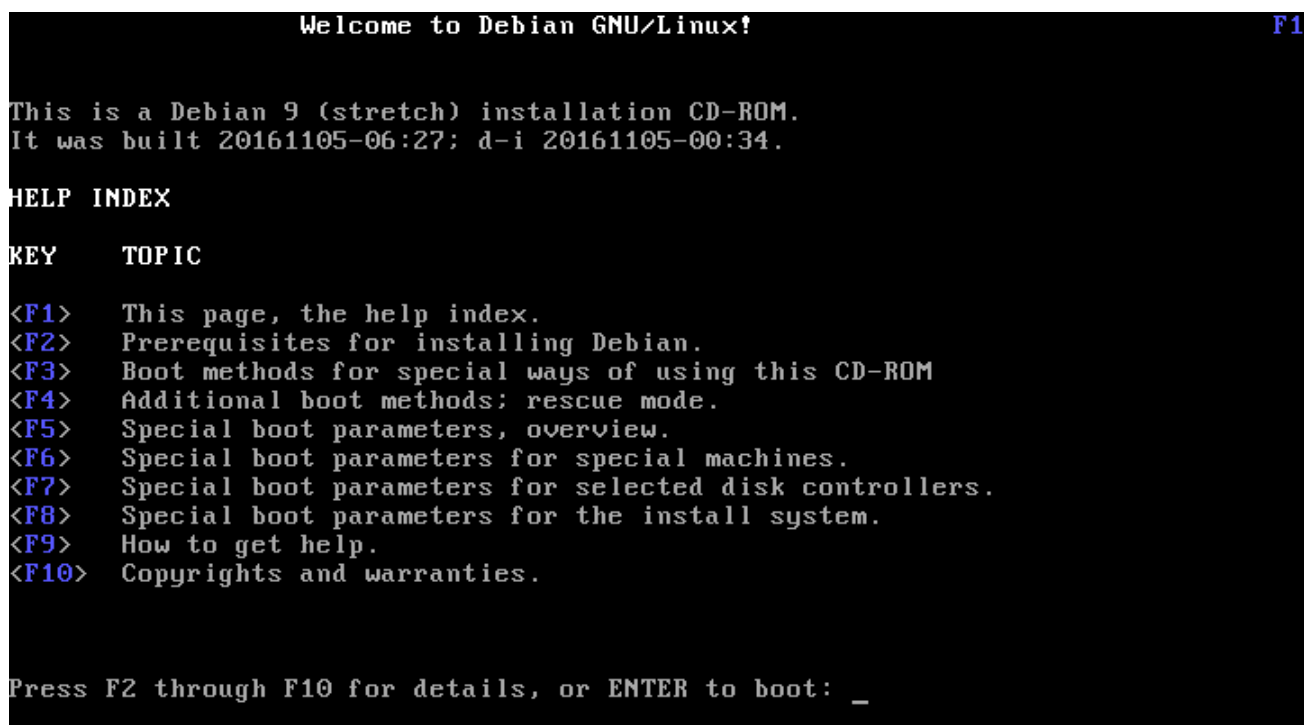 Welcome to Debian GNU/Linux! F1
This is a Debian 9 (stretch) installation CD-ROM.
It was built 20161105-06:27; d-i 20161105-00:34.
HELP INDEX
KEY TOPIC
<F1> This page, the help index.
<F2> Prerequisites for installing Debian.
<F3> Boot methods for special ways of using this CD-ROM
<F4> Additional boot methods; rescue mode.
<F5> Special boot parameters, overview.
<F6> Special boot parameters for special machines.
<F7> Special boot parameters for selected disk controllers.
<F8> Special boot parameters for the install system.
<F9> How to get help.
<F10> Copyrights and warranties.
Press F2 through F10 for details, or ENTER to boot: _